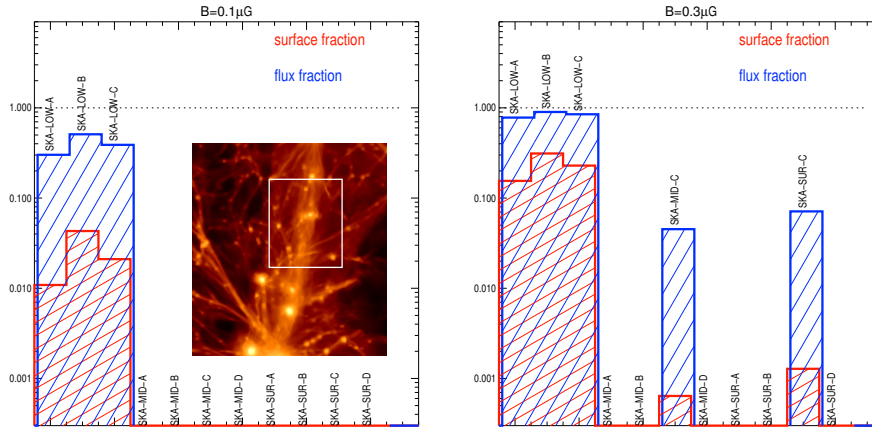 B=0.1μG
surface fraction
flux fraction
1.000
0.100
0.010
0.001
SKA−LOW−A
SKA−LOW−B
SKA−LOW−C
SKA−MID−A
SKA−MID−B
SKA−MID−C
SKA−MID−D
SKA−SUR−A
SKA−SUR−B
SKA−SUR−C
SKA−SUR−D
B=0.3μG
surface fraction
flux fraction
1.000
0.100
0.010
0.001
SKA−LOW−A
SKA−LOW−B
SKA−LOW−C
SKA−MID−A
SKA−MID−B
SKA−MID−C
SKA−MID−D
SKA−SUR−A
SKA−SUR−B
SKA−SUR−C
SKA−SUR−D